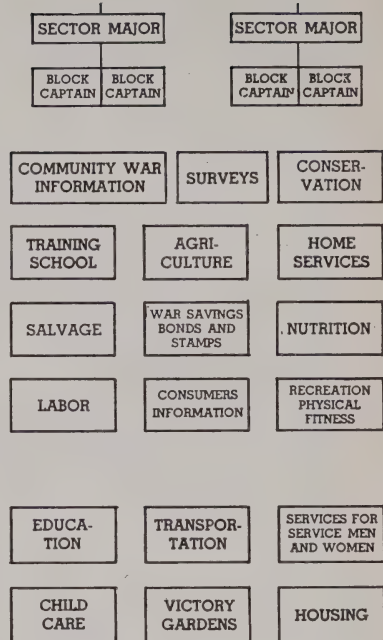 SECTOR MAJOR
SECTOR MAJOR
BLOCK
CAPTAIN
BLOCK
CAPTAIN
BLOCK
CAPTAIN
BLOCK
CAPTAIN
COMMUNITY WAR
INFORMATION
SURVEYS
CONSER-
VATION
TRAINING
SCHOOL
AGRI-
CULTURE
HOME
SERVICES
SALVAGE
WAR SAVINGS
BONDS AND
STAMPS
NUTRITION
LABOR
CONSUMERS
INFORMATION
RECREATION
PHYSICAL
FITNESS
EDUCA-
TION
TRANSPOR-
TATION
SERVICES FOR
SERVICE MEN
AND WOMEN
CHILD
CARE
VICTORY
GARDENS
HOUSING